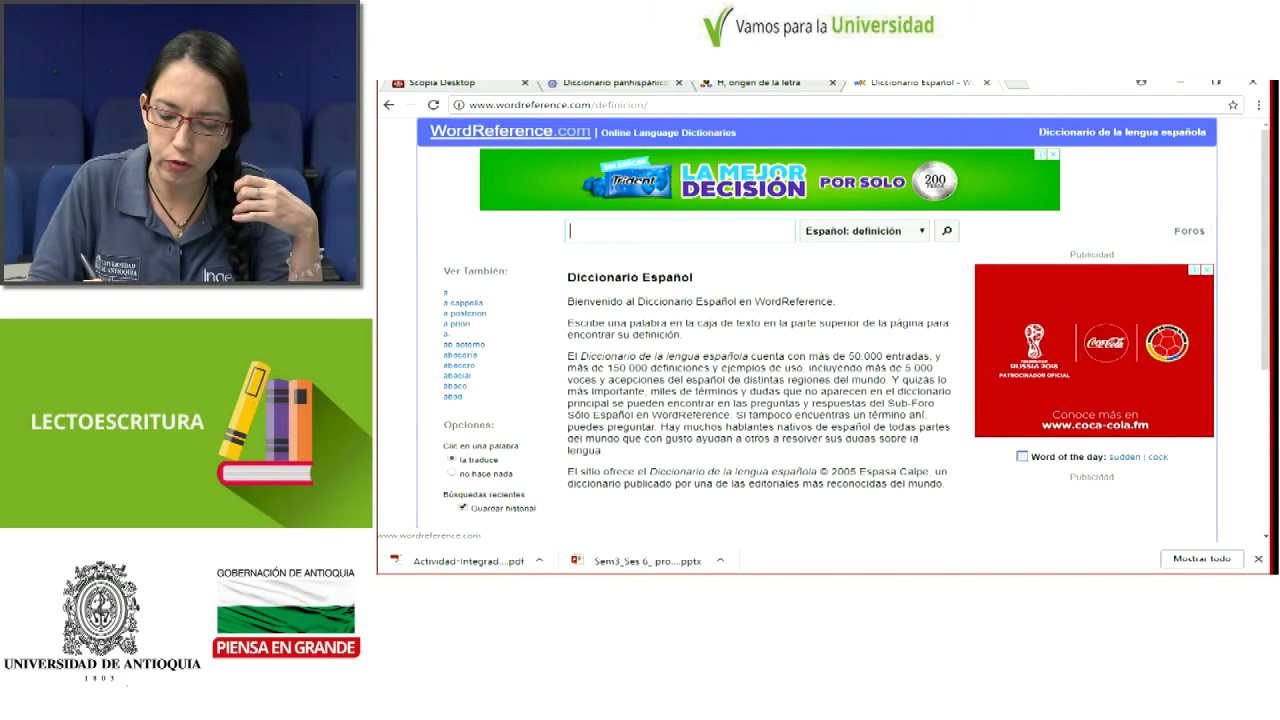 Vamos para la Universidad
Scopia Desktop
Diccionario panhispánico
H, origen de la letra
Diccionario Español - W
www.wordreference.com/definicion/
WordReference.com | Online Language Dictionaries
Diccionario de la lengua española
SIN AZÚCAR
Trident
LA MEJOR
DECISIÓN
POR SOLO
200
PESOS
Español: definición
Foros
Publicidad
Ver También:
a
a cappella
a posteriori
a priori
a-
ab aeterno
abacería
abacero
abacial
ábaco
abad
Opciones:
Clic en una palabra
la traduce
no hace nada
Búsquedas recientes
Guardar historial
Diccionario Español
Bienvenido al Diccionario Español en WordReference.
Escribe una palabra en la caja de texto en la parte superior de la página para
encontrar su definición.
El Diccionario de la lengua española cuenta con más de 50.000 entradas, y
más de 150 000 definiciones y ejemplos de uso, incluyendo más de 5 000
voces y acepciones del español de distintas regiones del mundo. Y quizás lo
más importante, miles de términos y dudas que no aparecen en el diccionario
principal se pueden encontrar en las preguntas y respuestas del Sub-Foro
Sólo Español en WordReference. Si tampoco encuentras un término ahí,
puedes preguntar. Hay muchos hablantes nativos de español de todas partes
del mundo que con gusto ayudan a otros a resolver sus dudas sobre la
lengua.
El sitio ofrece el Diccionario de la lengua española © 2005 Espasa Calpe, un
diccionario publicado por una de las editoriales más reconocidas del mundo.
RUSSIA 2018
PATROCINADOR OFICIAL
Coca-Cola
Conoce más en
www.coca-cola.fm
Word of the day: sudden | cock
Publicidad
www.wordreference.com
Actividad-Integrad....pdf
Sem3_Ses 6_ pro....pptx
Mostrar todo
UNIVERSIDAD
DE ANTIOQUIA
Inge
LECTOESCRITURA
UNIVERSIDAD DE ANTIOQUIA
1803
GOBERNACIÓN DE ANTIOQUIA
PIENSA EN GRANDE